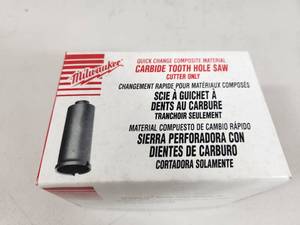 Milwaukee
QUICK CHANGE COMPOSITE MATERIAL
CARBIDE TOOTH HOLE SAW
CUTTER ONLY
CHANGEMENT RAPIDE POUR MATÉRIAUX COMPOSÉS
SCIE À GUICHET À
DENTS AU CARBURE
TRANCHOIR SEULEMENT
MATERIAL COMPUESTO DE CAMBIO RÁPIDO
SIERRA PERFORADORA CON
DIENTES DE CARBURO
CORTADORA SOLAMENTE